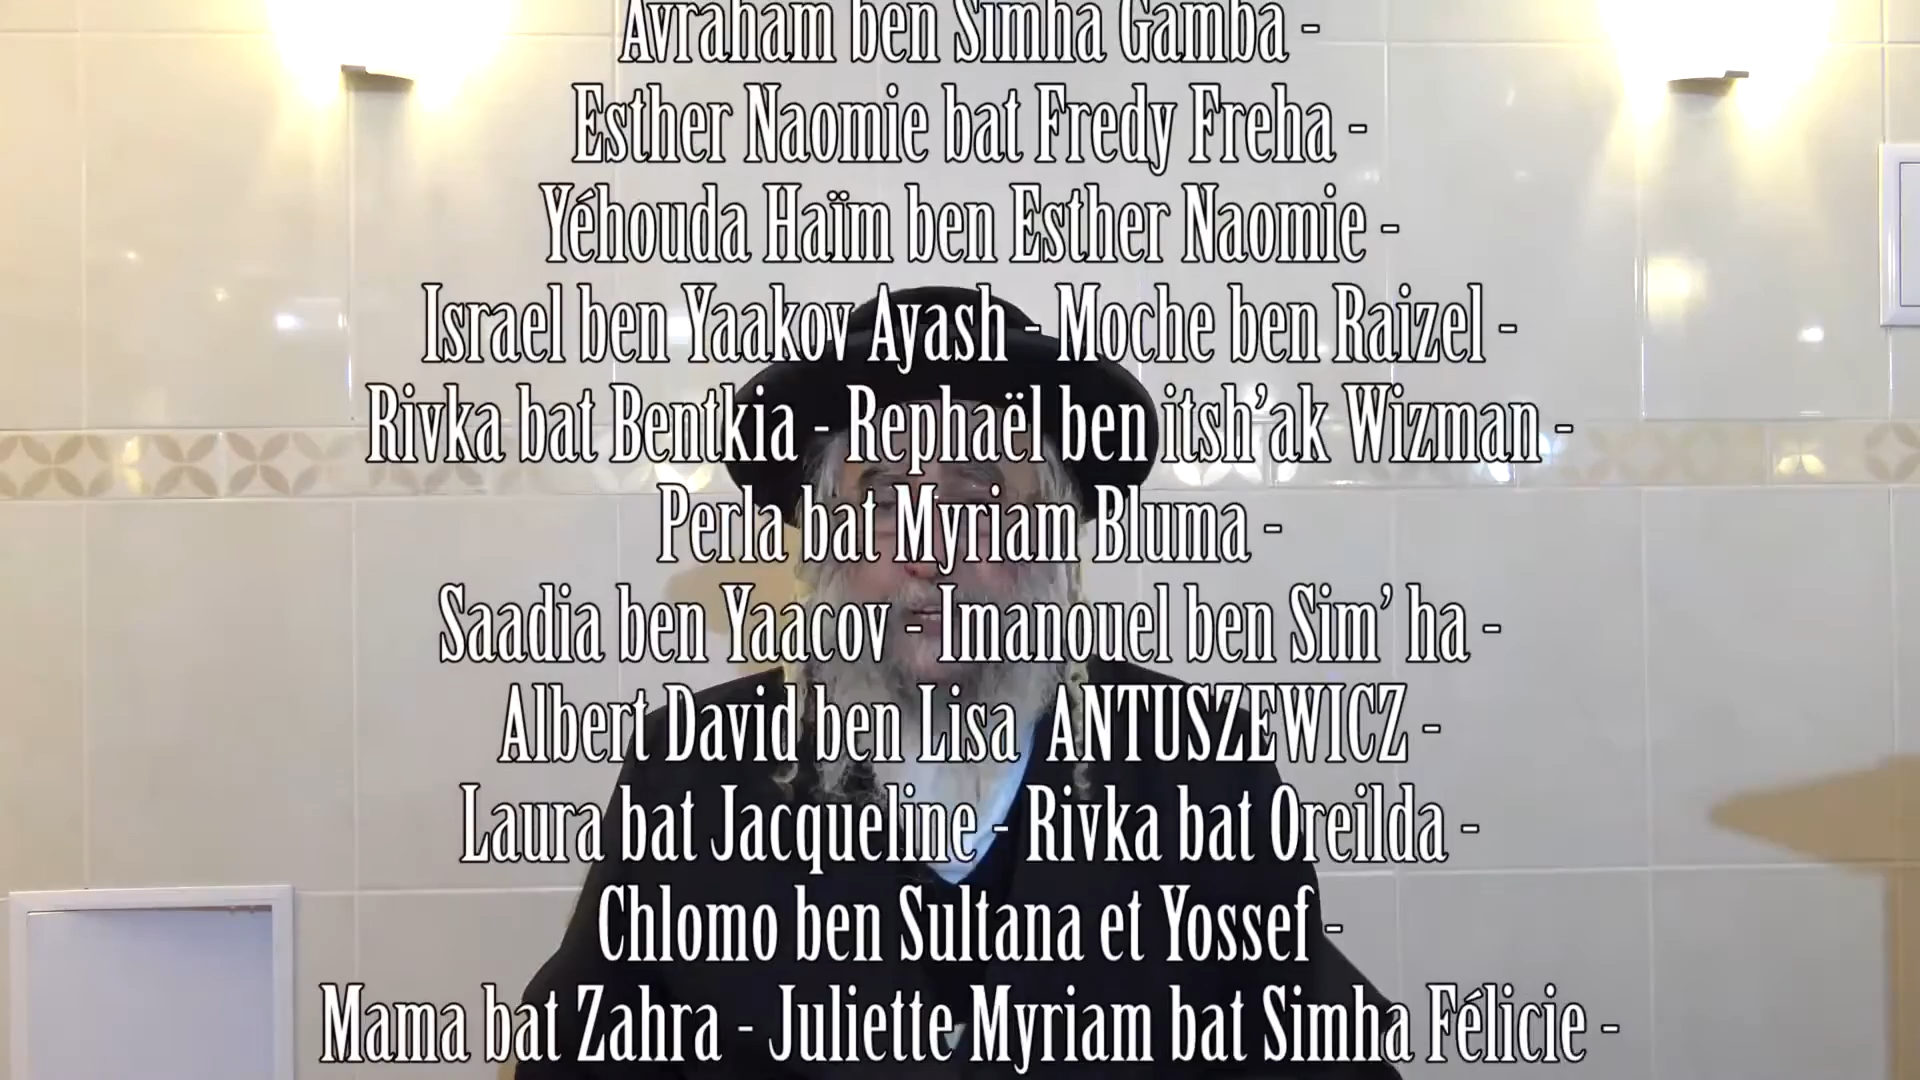 Avraham ben Simha Gamba -
Esther Naomie bat Fredy Freha -
Yéhouda Haïm ben Esther Naomie -
Israel ben Yaakov Ayash - Moche ben Raizel -
Rivka bat Bentkia - Rephaël ben itsh’ak Wizman -
Perla bat Myriam Bluma -
Saadia ben Yaacov - Imanouel ben Sim’ ha -
Albert David ben Lisa ANTUSZEWICZ -
Laura bat Jacqueline - Rivka bat Oreilda -
Chlomo ben Sultana et Yossef -
Mama bat Zahra - Juliette Myriam bat Simha Félicie -